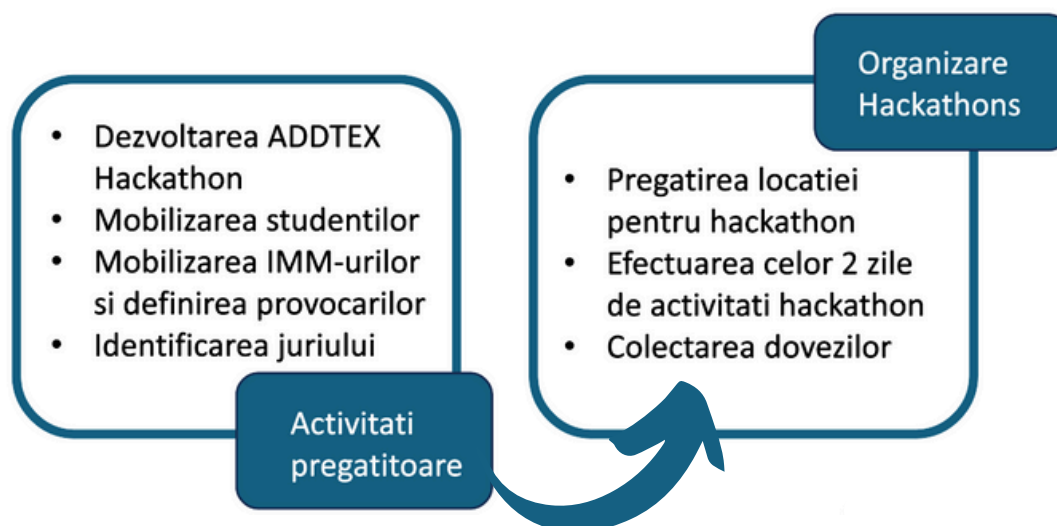 • Dezvoltarea ADDTEX
Hackathon
• Mobilizarea studentilor
• Mobilizarea IMM-urilor
si definirea provocarilor
• Identificarea juriului
Activitati
pregatitoare
Organizare
Hackathons
• Pregatirea locatiei
pentru hackathon
• Efectuarea celor 2 zile
de activitati hackathon
• Colectarea dovezilor